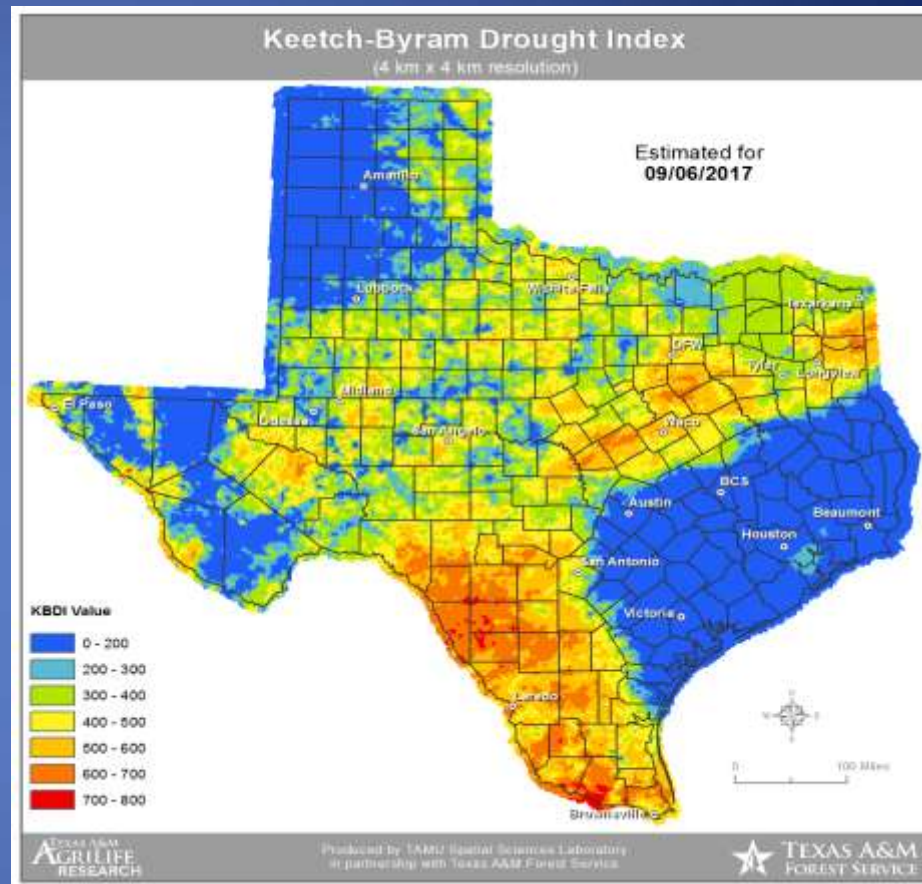 Keetch-Byram Drought Index
(4 km x 4 km resolution)
Estimated for
09/06/2017
Amarillo
Lubbock
Wichita Falls
Texarkana
DFW
Tyler
Longview
El Paso
Midland
Odessa
San Angelo
Waco
BCS
Austin
Beaumont
Houston
San Antonio
Victoria
Laredo
Brownsville
KBDI Value
0 - 200
200 - 300
300 - 400
400 - 500
500 - 600
600 - 700
700 - 800
N
W
E
S
0
100 Miles
TEXAS A&M
AGRILIFE
RESEARCH
Produced by TAMU Spatial Sciences Laboratory
in partnership with Texas A&M Forest Service
TEXAS A&M
FOREST SERVICE